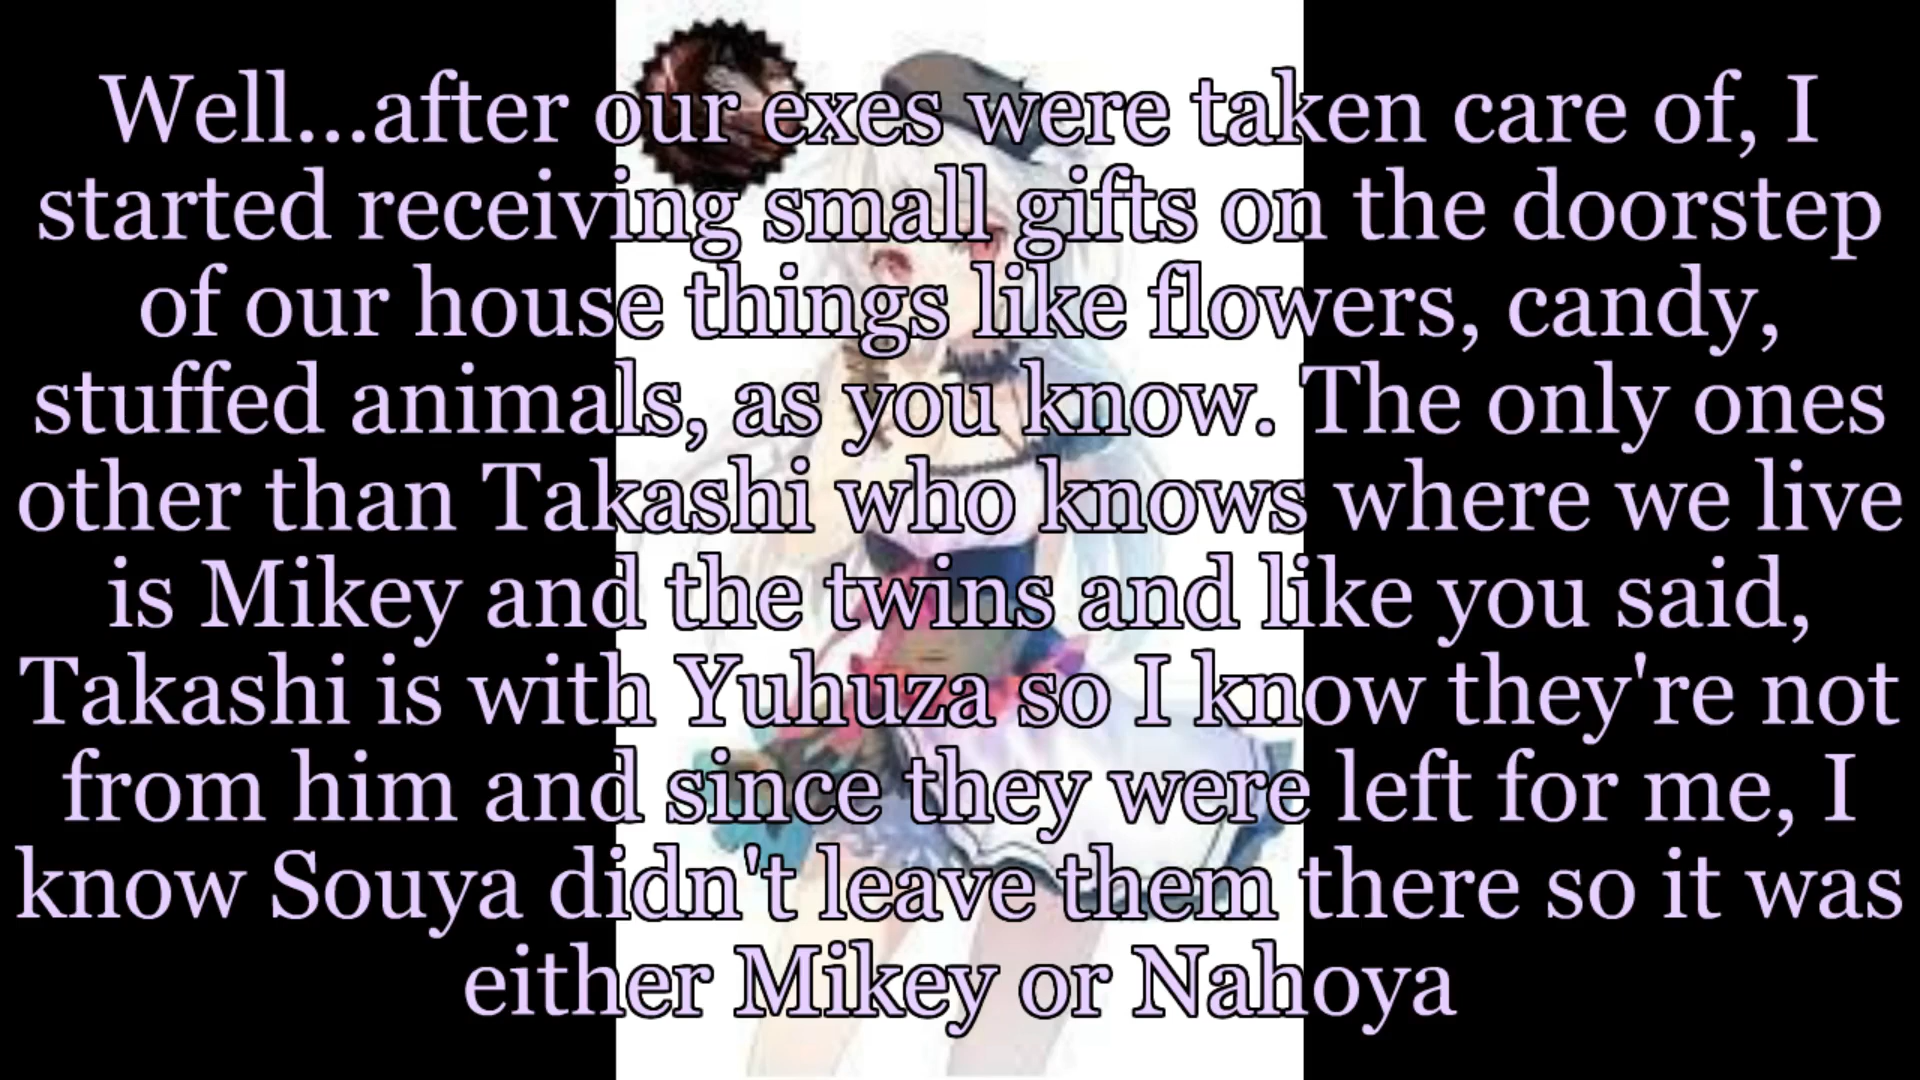 Well...after our exes were taken care of, I
started receiving small gifts on the doorstep
of our house things like flowers, candy,
stuffed animals, as you know. The only ones
other than Takashi who knows where we live
is Mikey and the twins and like you said,
Takashi is with Yuhuza so I know they're not
from him and since they were left for me, I
know Souya didn't leave them there so it was
either Mikey or Nahoya